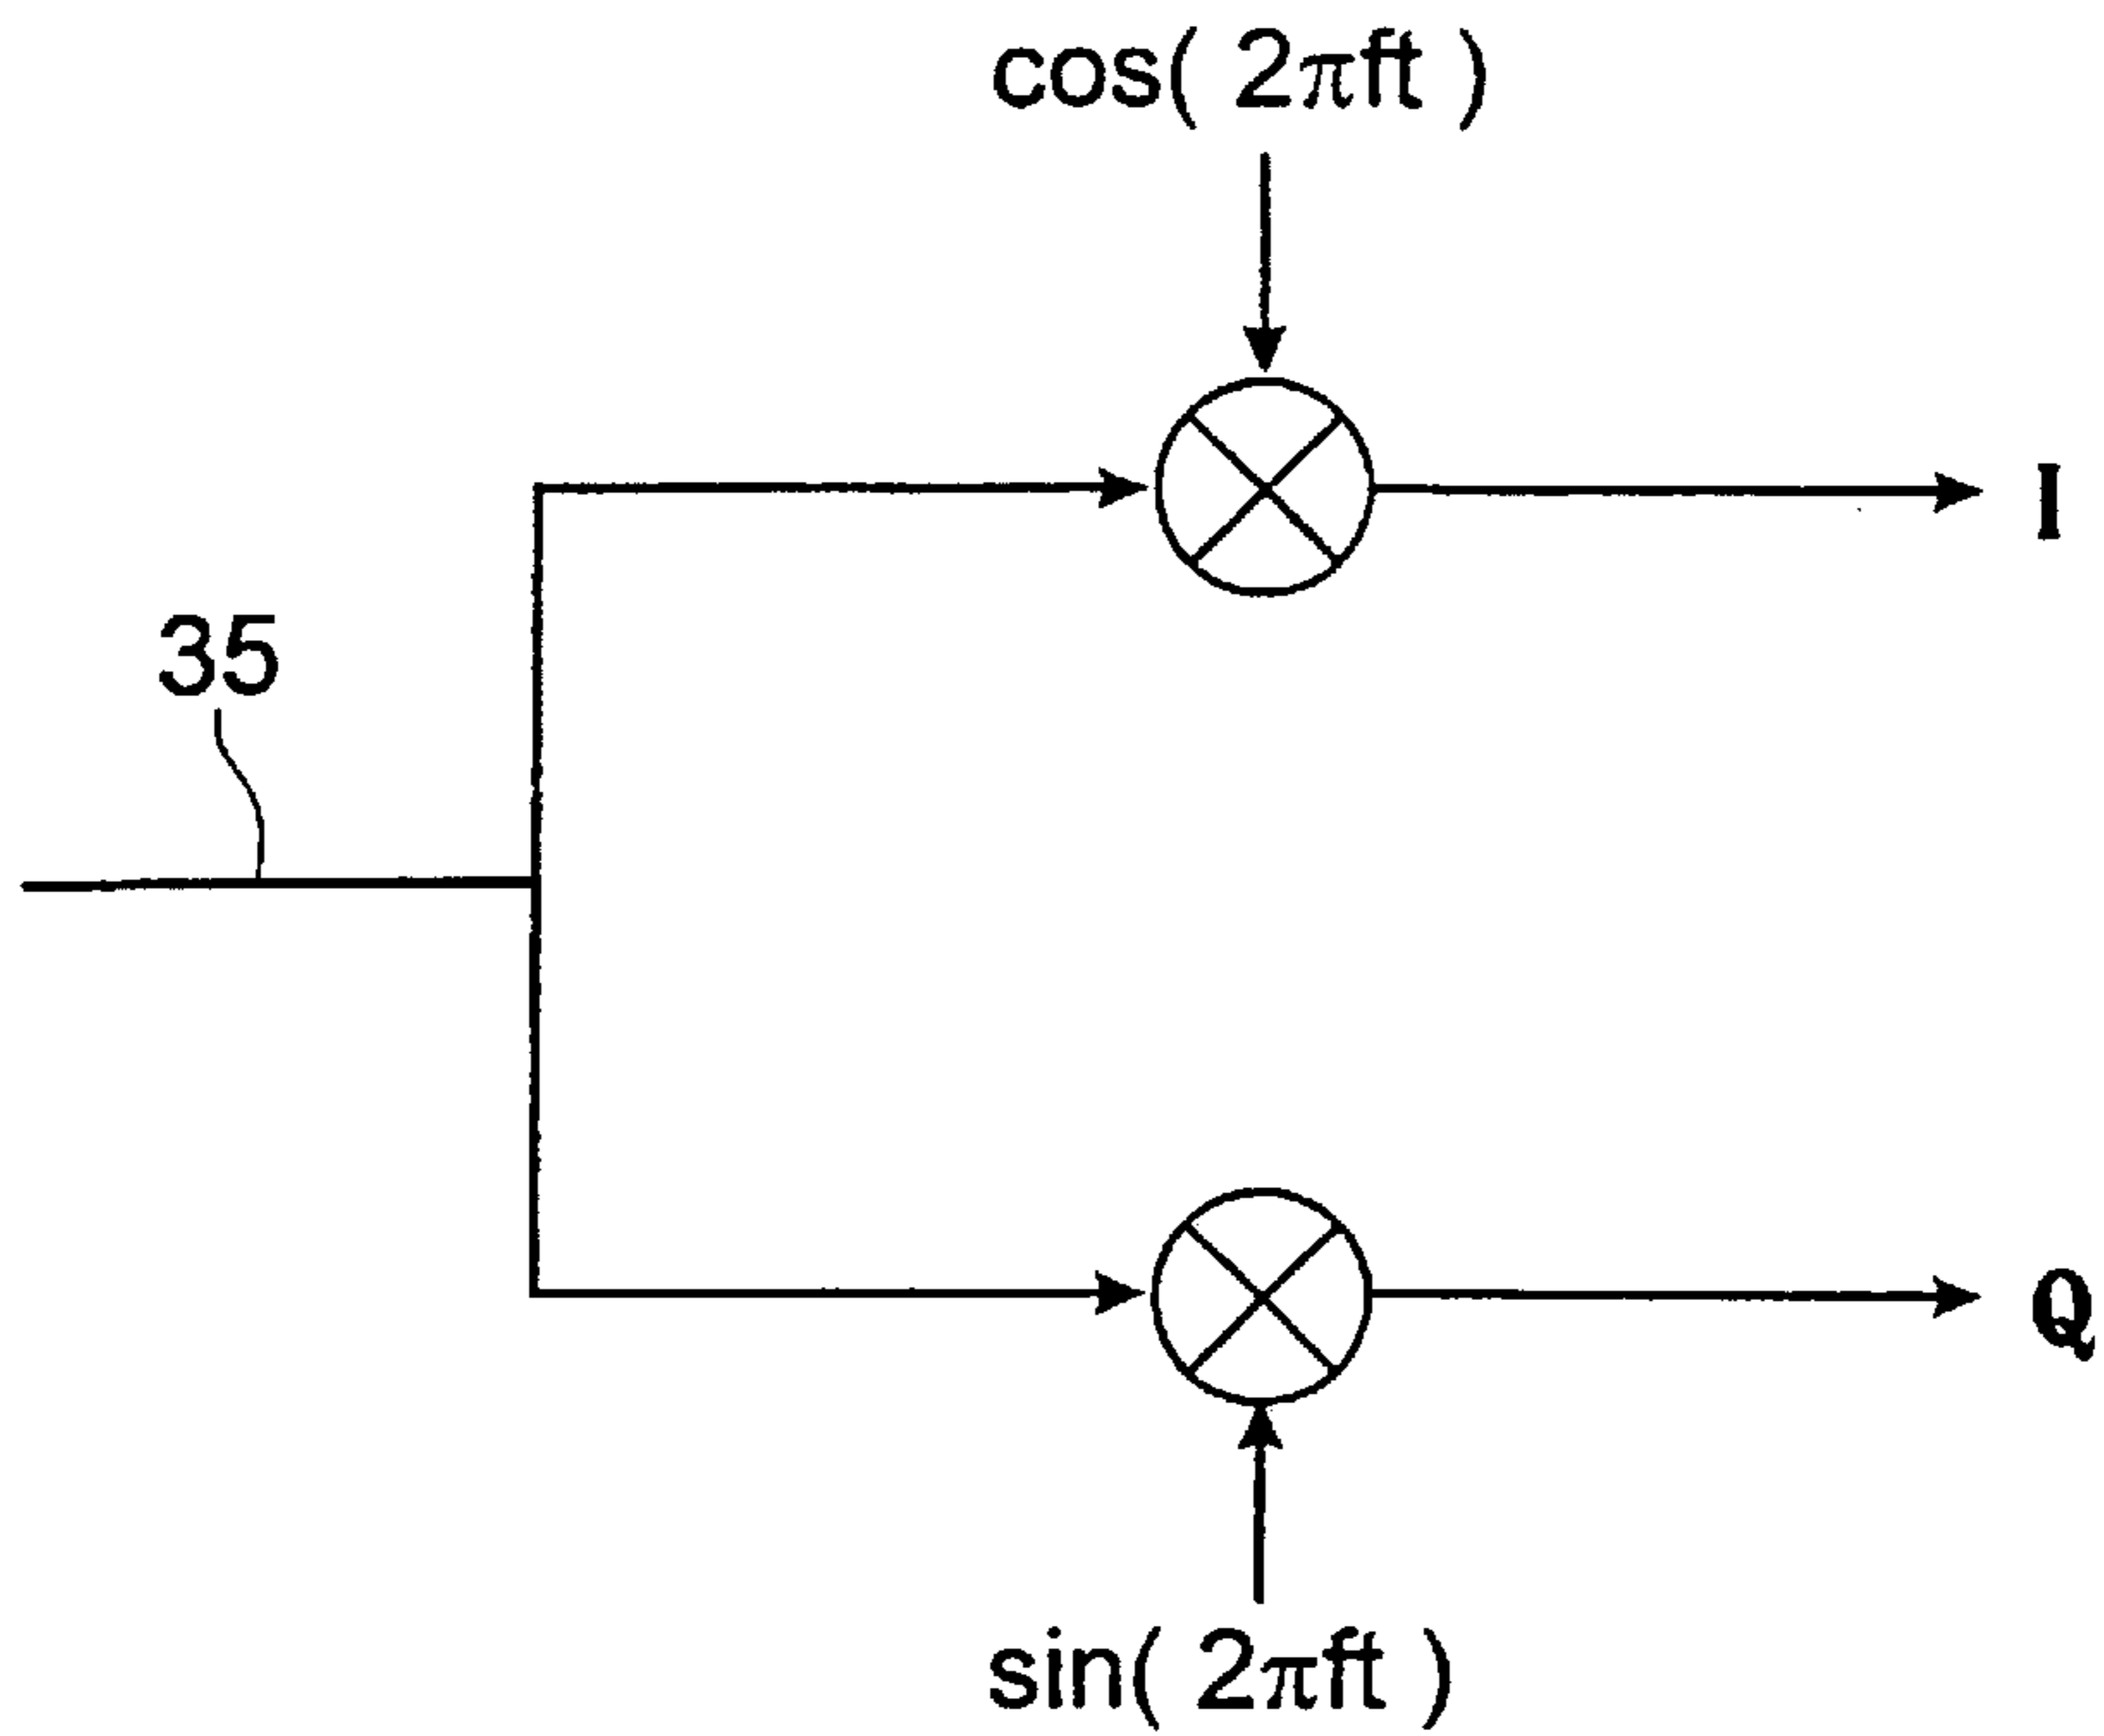 cos( 2πft )
I
35
Q
sin( 2πft )